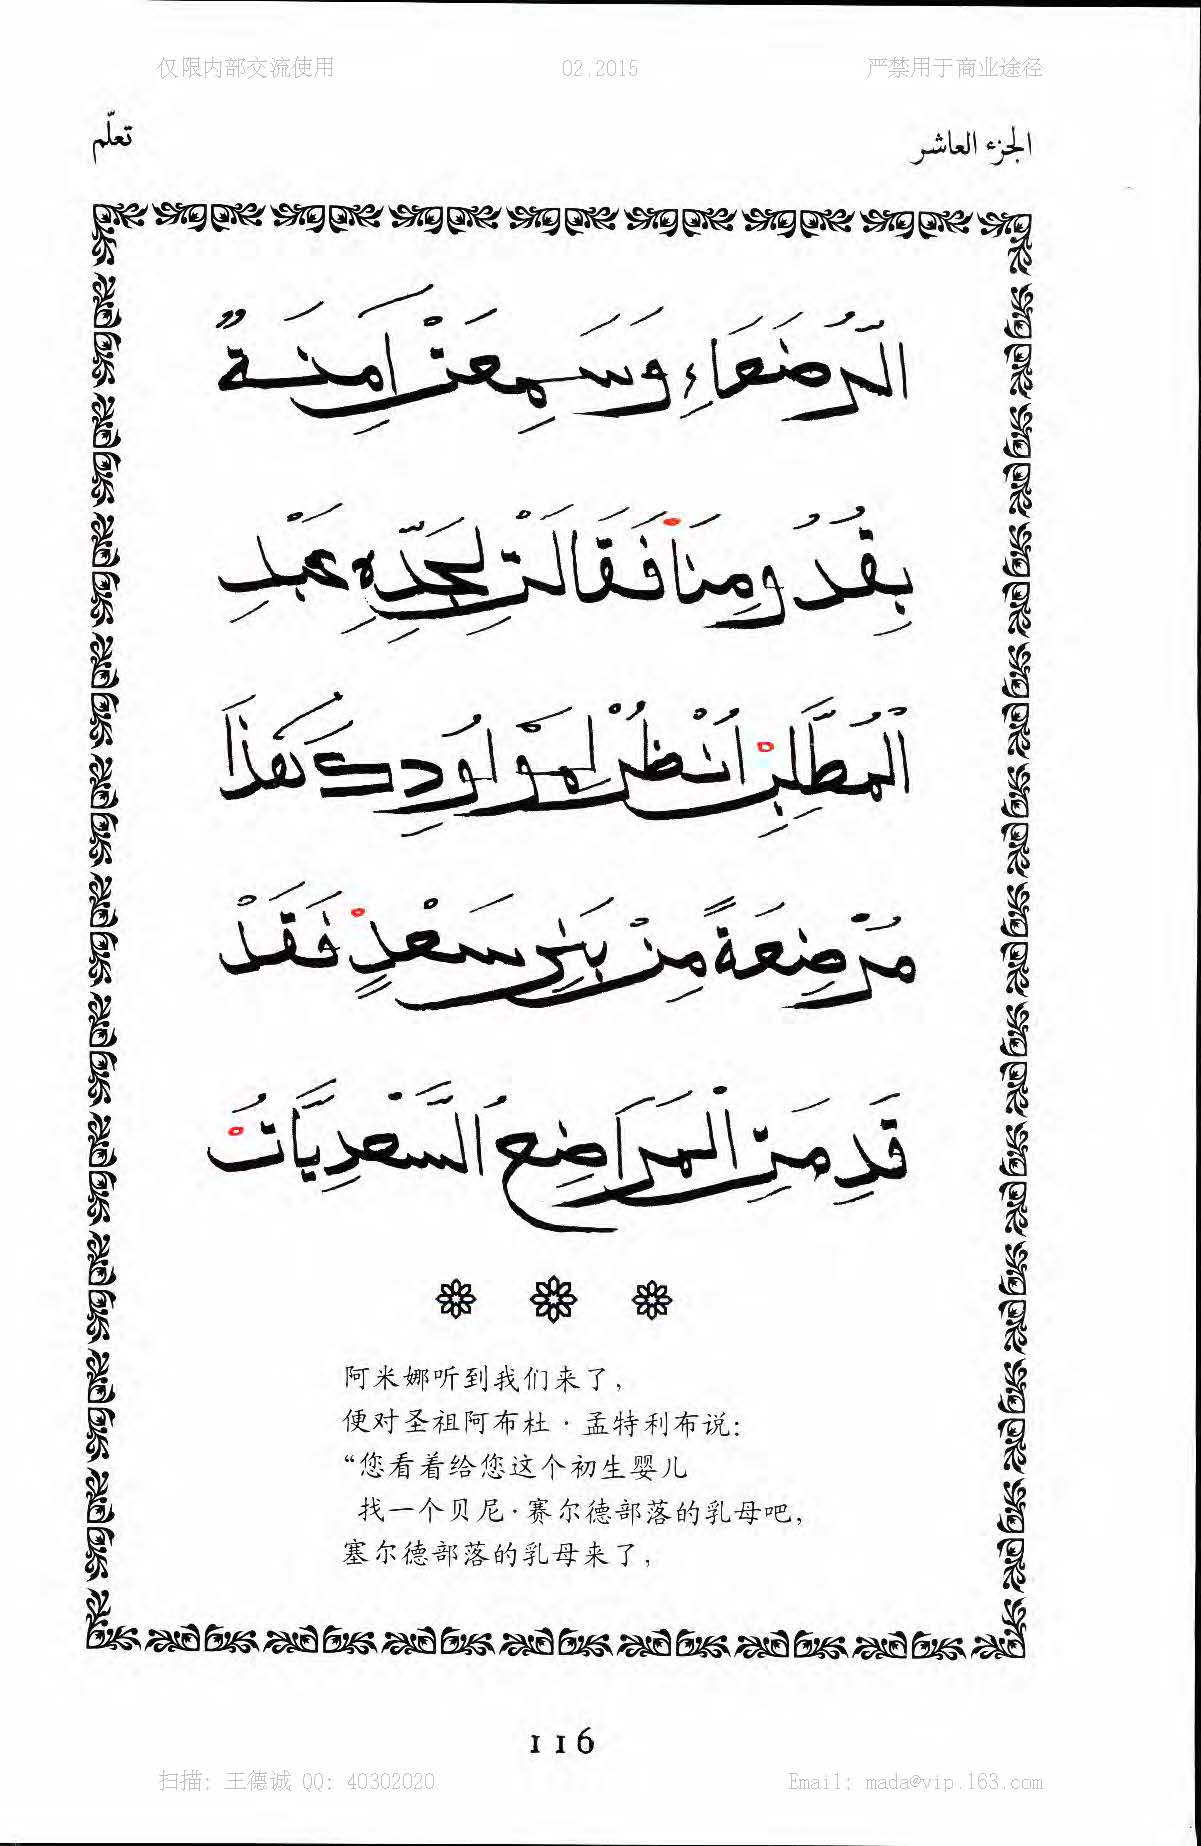 仅限内部交流使用 02.2015 严禁用于商业途径
الجزء العاشر تعلّم
الرُّضَعَاءِ وَسَمِعَتْ آمِنَةٌ
بِقُدُومِنَا فَقَالَتْ لِجَدِّهِ عَبْدِ
الْمُطَّلِبِ اُنْظُرْ لِمَوْلُودِكَ هَذَا
مُرْضِعَةً مِنْ بَنِي سَعْدٍ فَقَدْ
قَدِمَتِ الْمَرَاضِعُ السَّعْدِيَّاتُ
阿米娜听到我们来了，
便对圣祖阿布杜·孟特利布说：
“您看着给您这个初生婴儿
找一个贝尼·赛尔德部落的乳母吧，
塞尔德部落的乳母来了，
116
扫描：王德诚 QQ：40302020 Email：mada@vip.163.com